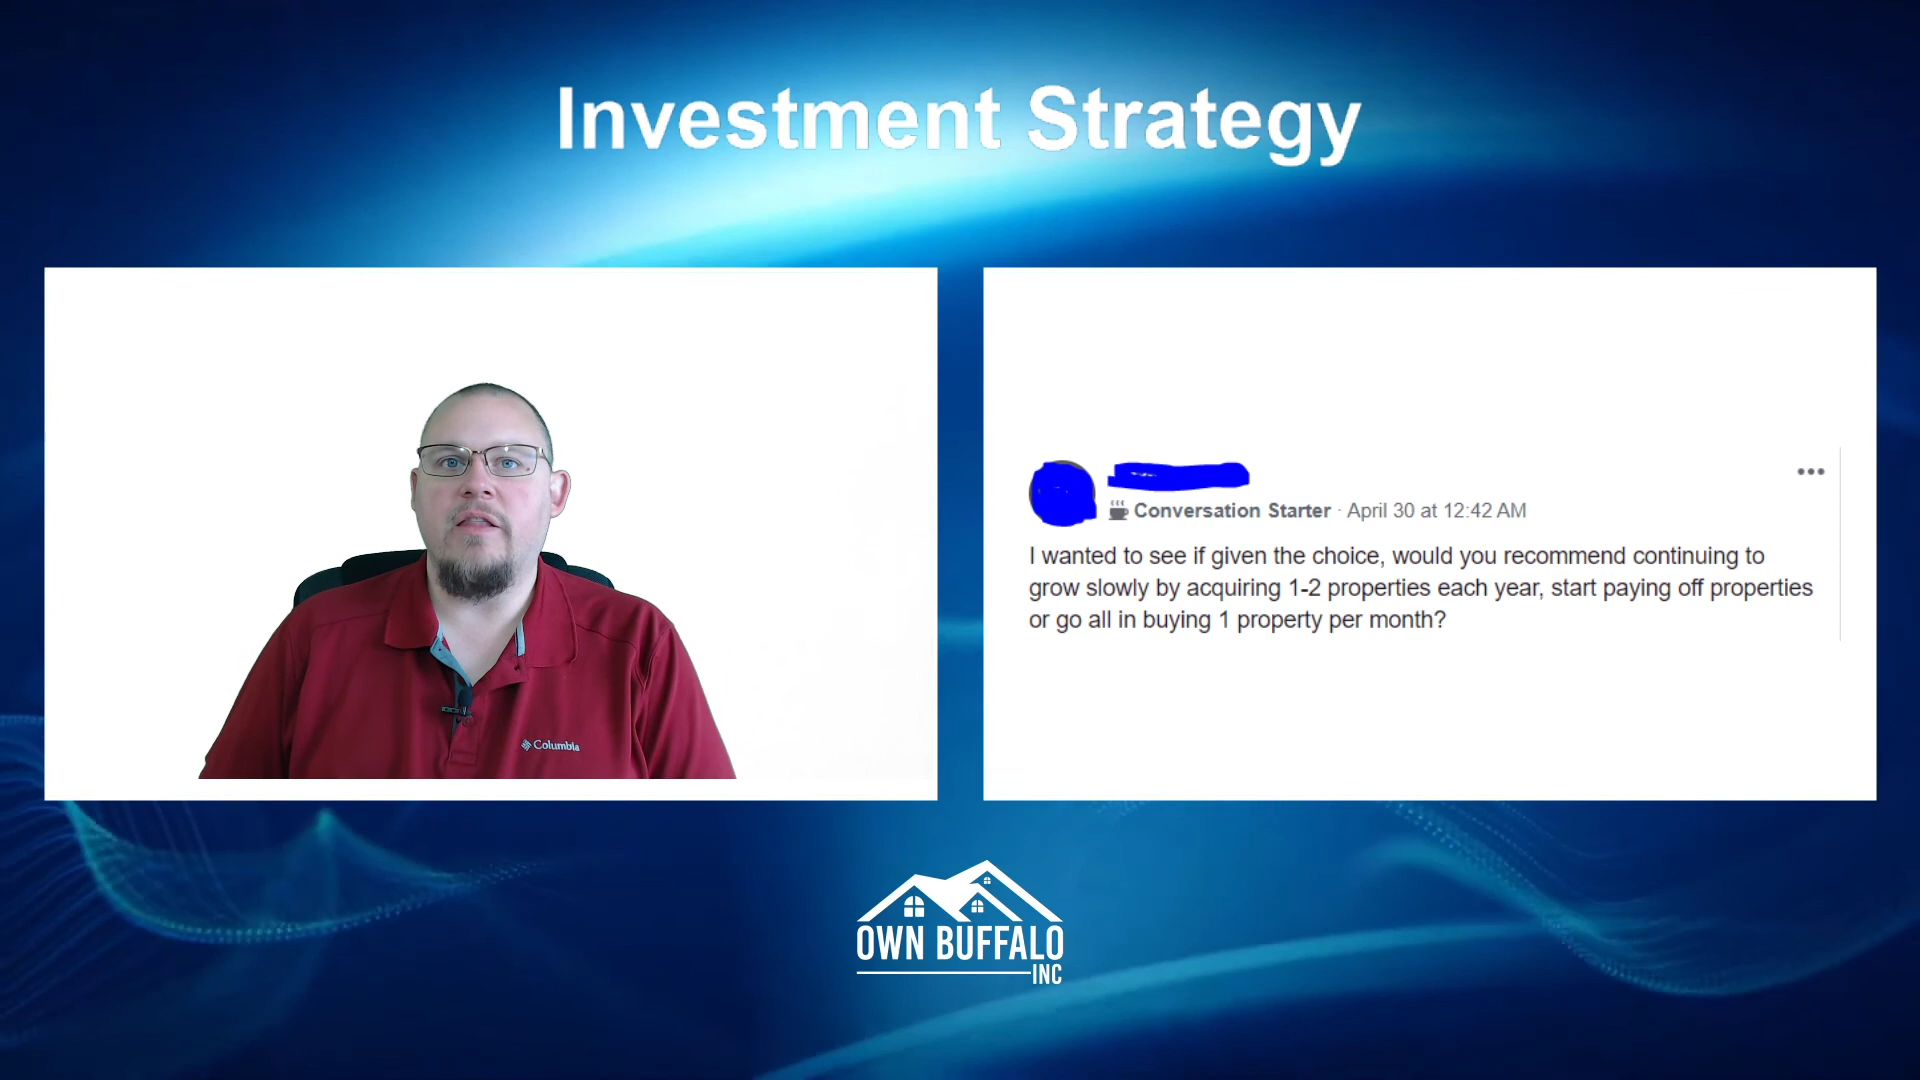 Investment Strategy
Columbia
Conversation Starter · April 30 at 12:42 AM
I wanted to see if given the choice, would you recommend continuing to
grow slowly by acquiring 1-2 properties each year, start paying off properties
or go all in buying 1 property per month?
OWN BUFFALO
INC